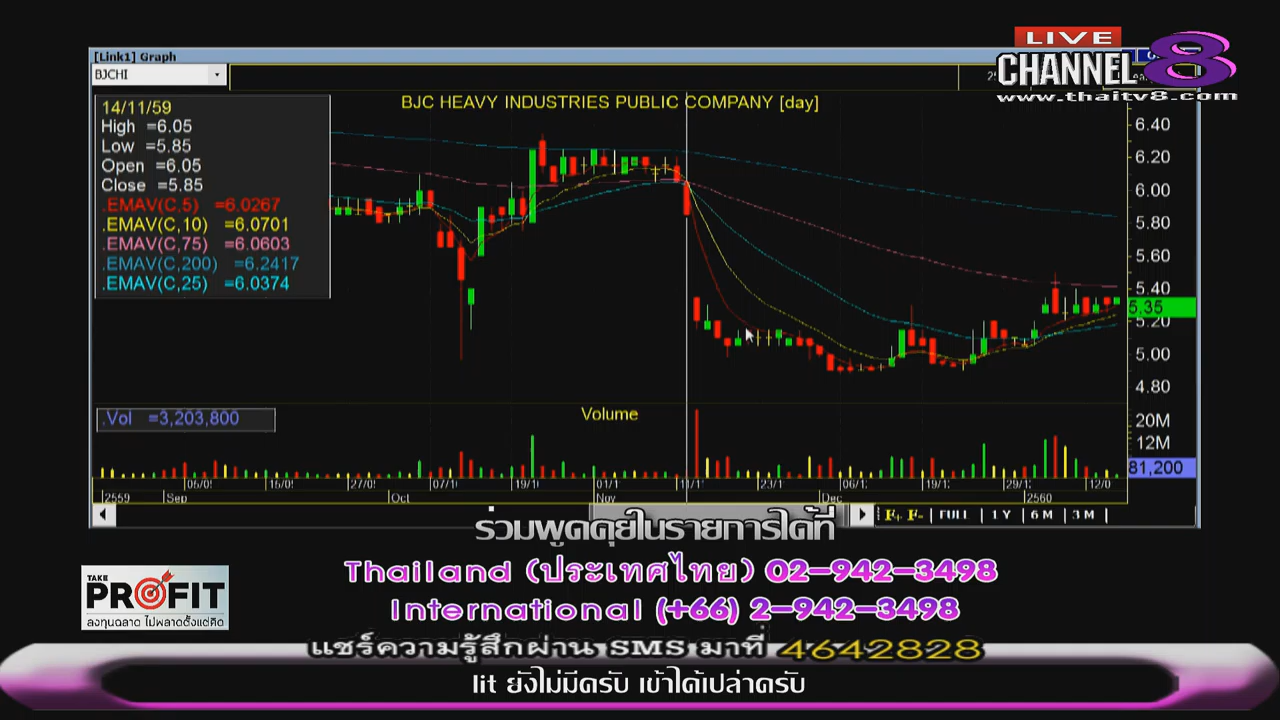 LIVE
CHANNEL 8
www.thaitv8.com
[Link1] Graph
BJCHI
BJC HEAVY INDUSTRIES PUBLIC COMPANY [day]
14/11/59
High =6.05
Low =5.85
Open =6.05
Close =5.85
.EMAV(C,5) =6.0267
.EMAV(C,10) =6.0701
.EMAV(C,75) =6.0603
.EMAV(C,200) =6.2417
.EMAV(C,25) =6.0374
6.40
6.20
6.00
5.80
5.60
5.40
5.35
5.20
5.00
4.80
.Vol =3,203,800
Volume
20M
12M
81,200
2559 Sep Oct Nov Dec 2560
F+ F- FULL 1 Y 6 M 3 M
ร่วมพูดคุยในรายการได้ที่
Thailand (ประเทศไทย) 02-942-3498
International (+66) 2-942-3498
TAKE
PROFIT
ลงทุนฉลาด ไม่พลาดตั้งแต่คิด
แชร์ความรู้สึกผ่าน SMS มาที่ 4642828
lit ยังไม่มีครับ เข้าได้เปล่าครับ